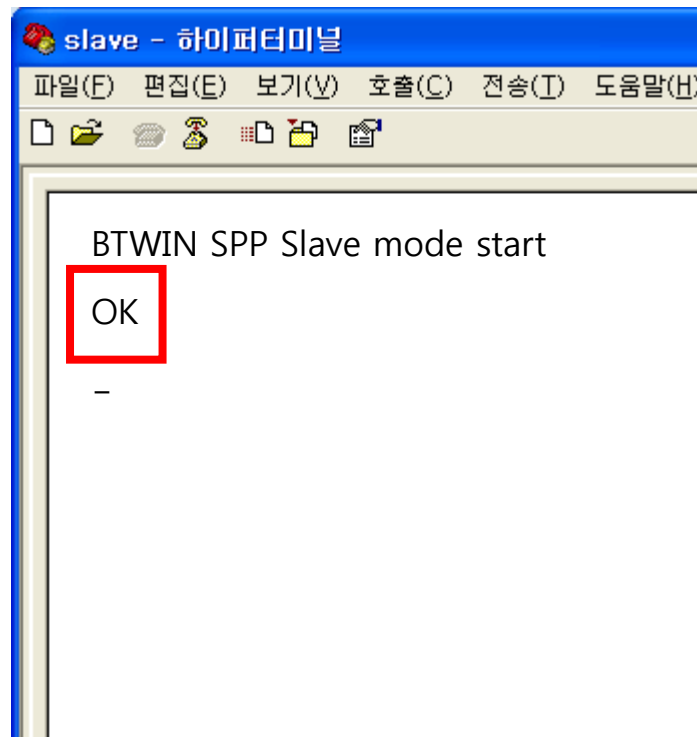 slave - 하이퍼터미널
파일(F) 편집(E) 보기(V) 호출(C) 전송(T) 도움말(H)
BTWIN SPP Slave mode start
OK
_